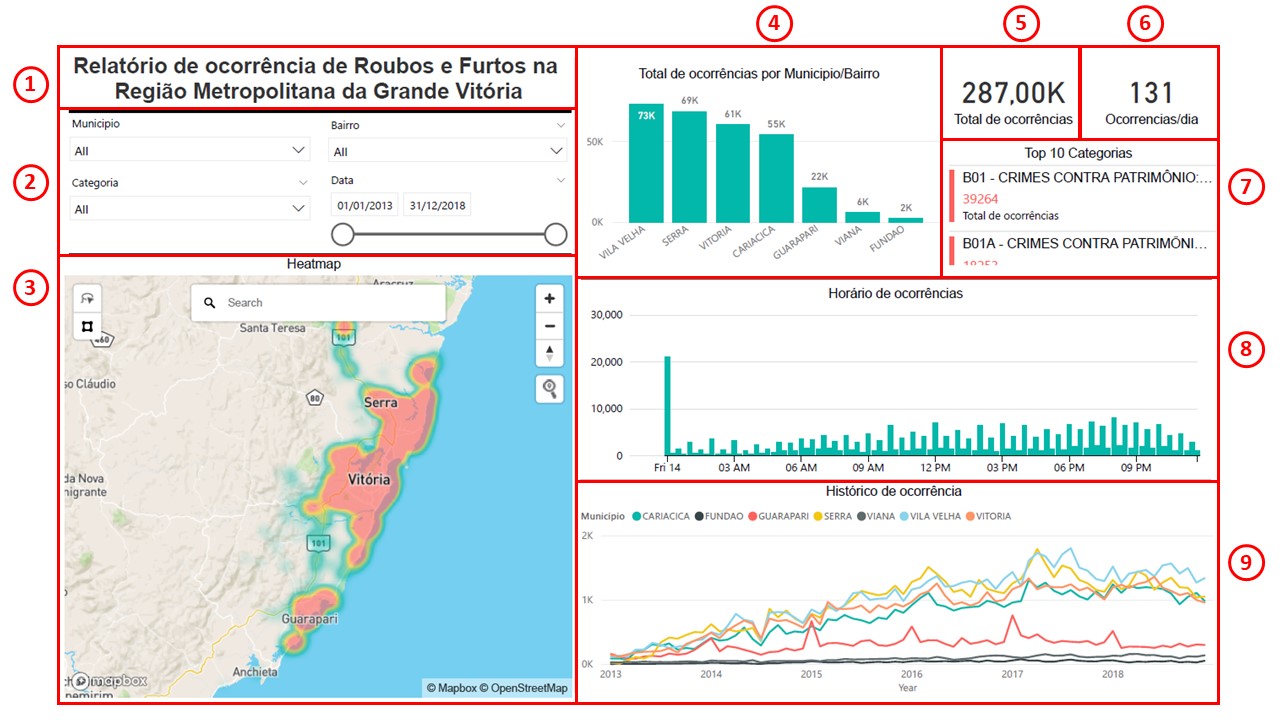 1
Relatório de ocorrência de Roubos e Furtos na
Região Metropolitana da Grande Vitória
2
Municipio
All
Bairro
All
Categoria
All
Data
01/01/2013 31/12/2018
3
Heatmap
Search
Aracruz
Santa Teresa
101
460
so Cláudio
80
Serra
da Nova
nigrante
Vitória
101
Guarapari
Anchieta
mapbox
nemirim
© Mapbox © OpenStreetMap
4
Total de ocorrências por Municipio/Bairro
50K
0K
73K
69K
61K
55K
22K
6K
2K
VILA VELHA
SERRA
VITORIA
CARIACICA
GUARAPARI
VIANA
FUNDAO
5
287,00K
Total de ocorrências
6
131
Ocorrencias/dia
7
Top 10 Categorias
B01 - CRIMES CONTRA PATRIMÔNIO:...
39264
Total de ocorrências
B01A - CRIMES CONTRA PATRIMÔNI...
18253
8
Horário de ocorrências
30,000
20,000
10,000
0
Fri 14 03 AM 06 AM 09 AM 12 PM 03 PM 06 PM 09 PM
9
Histórico de ocorrência
Município CARIACICA FUNDAO GUARAPARI SERRA VIANA VILA VELHA VITORIA
2K
1K
0K
2013 2014 2015 2016 2017 2018
Year